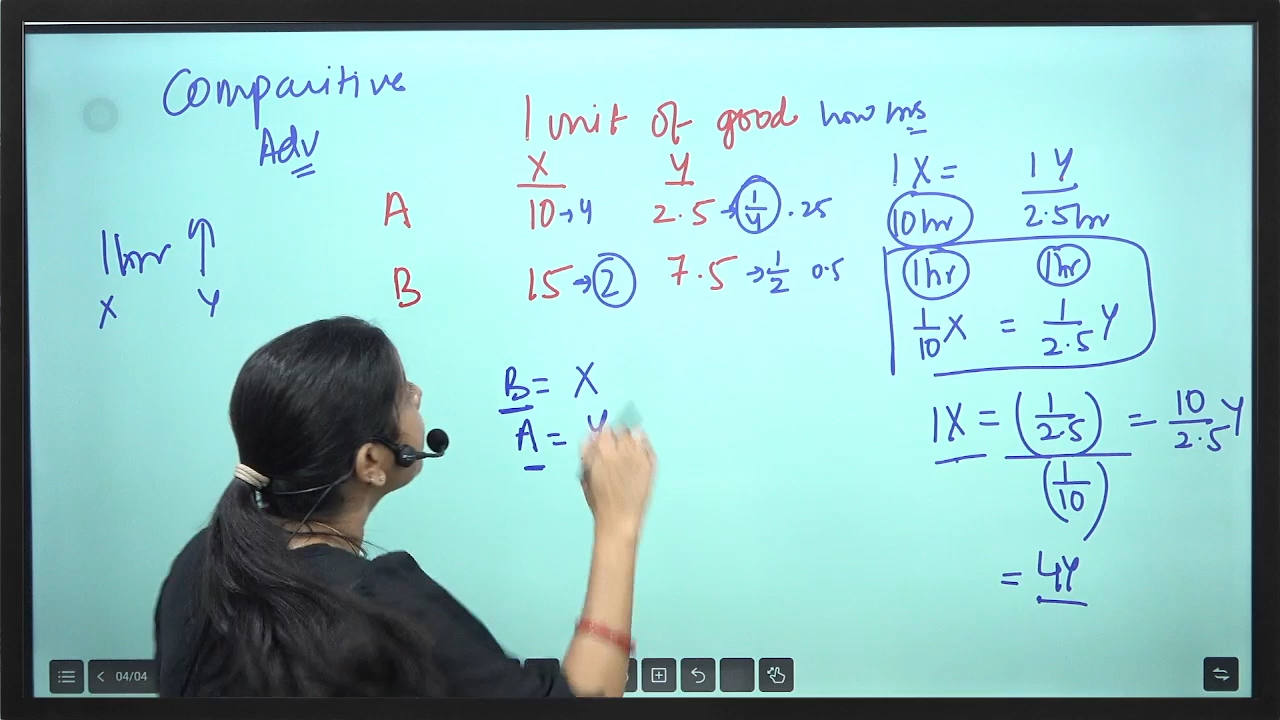 Comparitive
Adv
1 unit of good how hrs
X Y
A 10→4 2.5→1/4 .25
B 15→2 7.5→1/2 0.5
1hr ↑
X Y
B = X
A = Y
1X = 1Y
10hr 2.5hr
1hr 1hr
1/10 X = 1/2.5 Y
1X = (1/2.5) / (1/10) = 10/2.5 Y
= 4Y
04/04